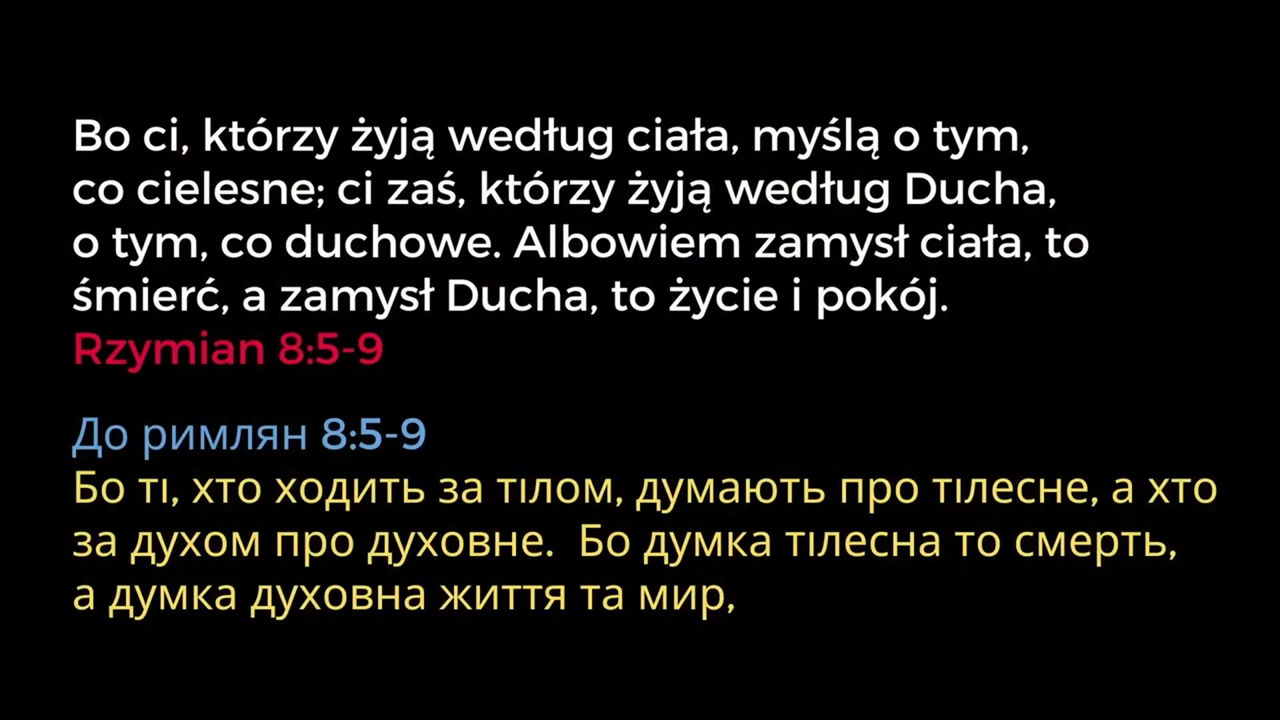 Bo ci, którzy żyją według ciała, myślą o tym,
co cielesne; ci zaś, którzy żyją według Ducha,
o tym, co duchowe. Albowiem zamysł ciała, to
śmierć, a zamysł Ducha, to życie i pokój.
Rzymian 8:5-9
До римлян 8:5-9
Бо ті, хто ходить за тілом, думають про тілесне, а хто
за духом про духовне. Бо думка тілесна то смерть,
а думка духовна життя та мир,